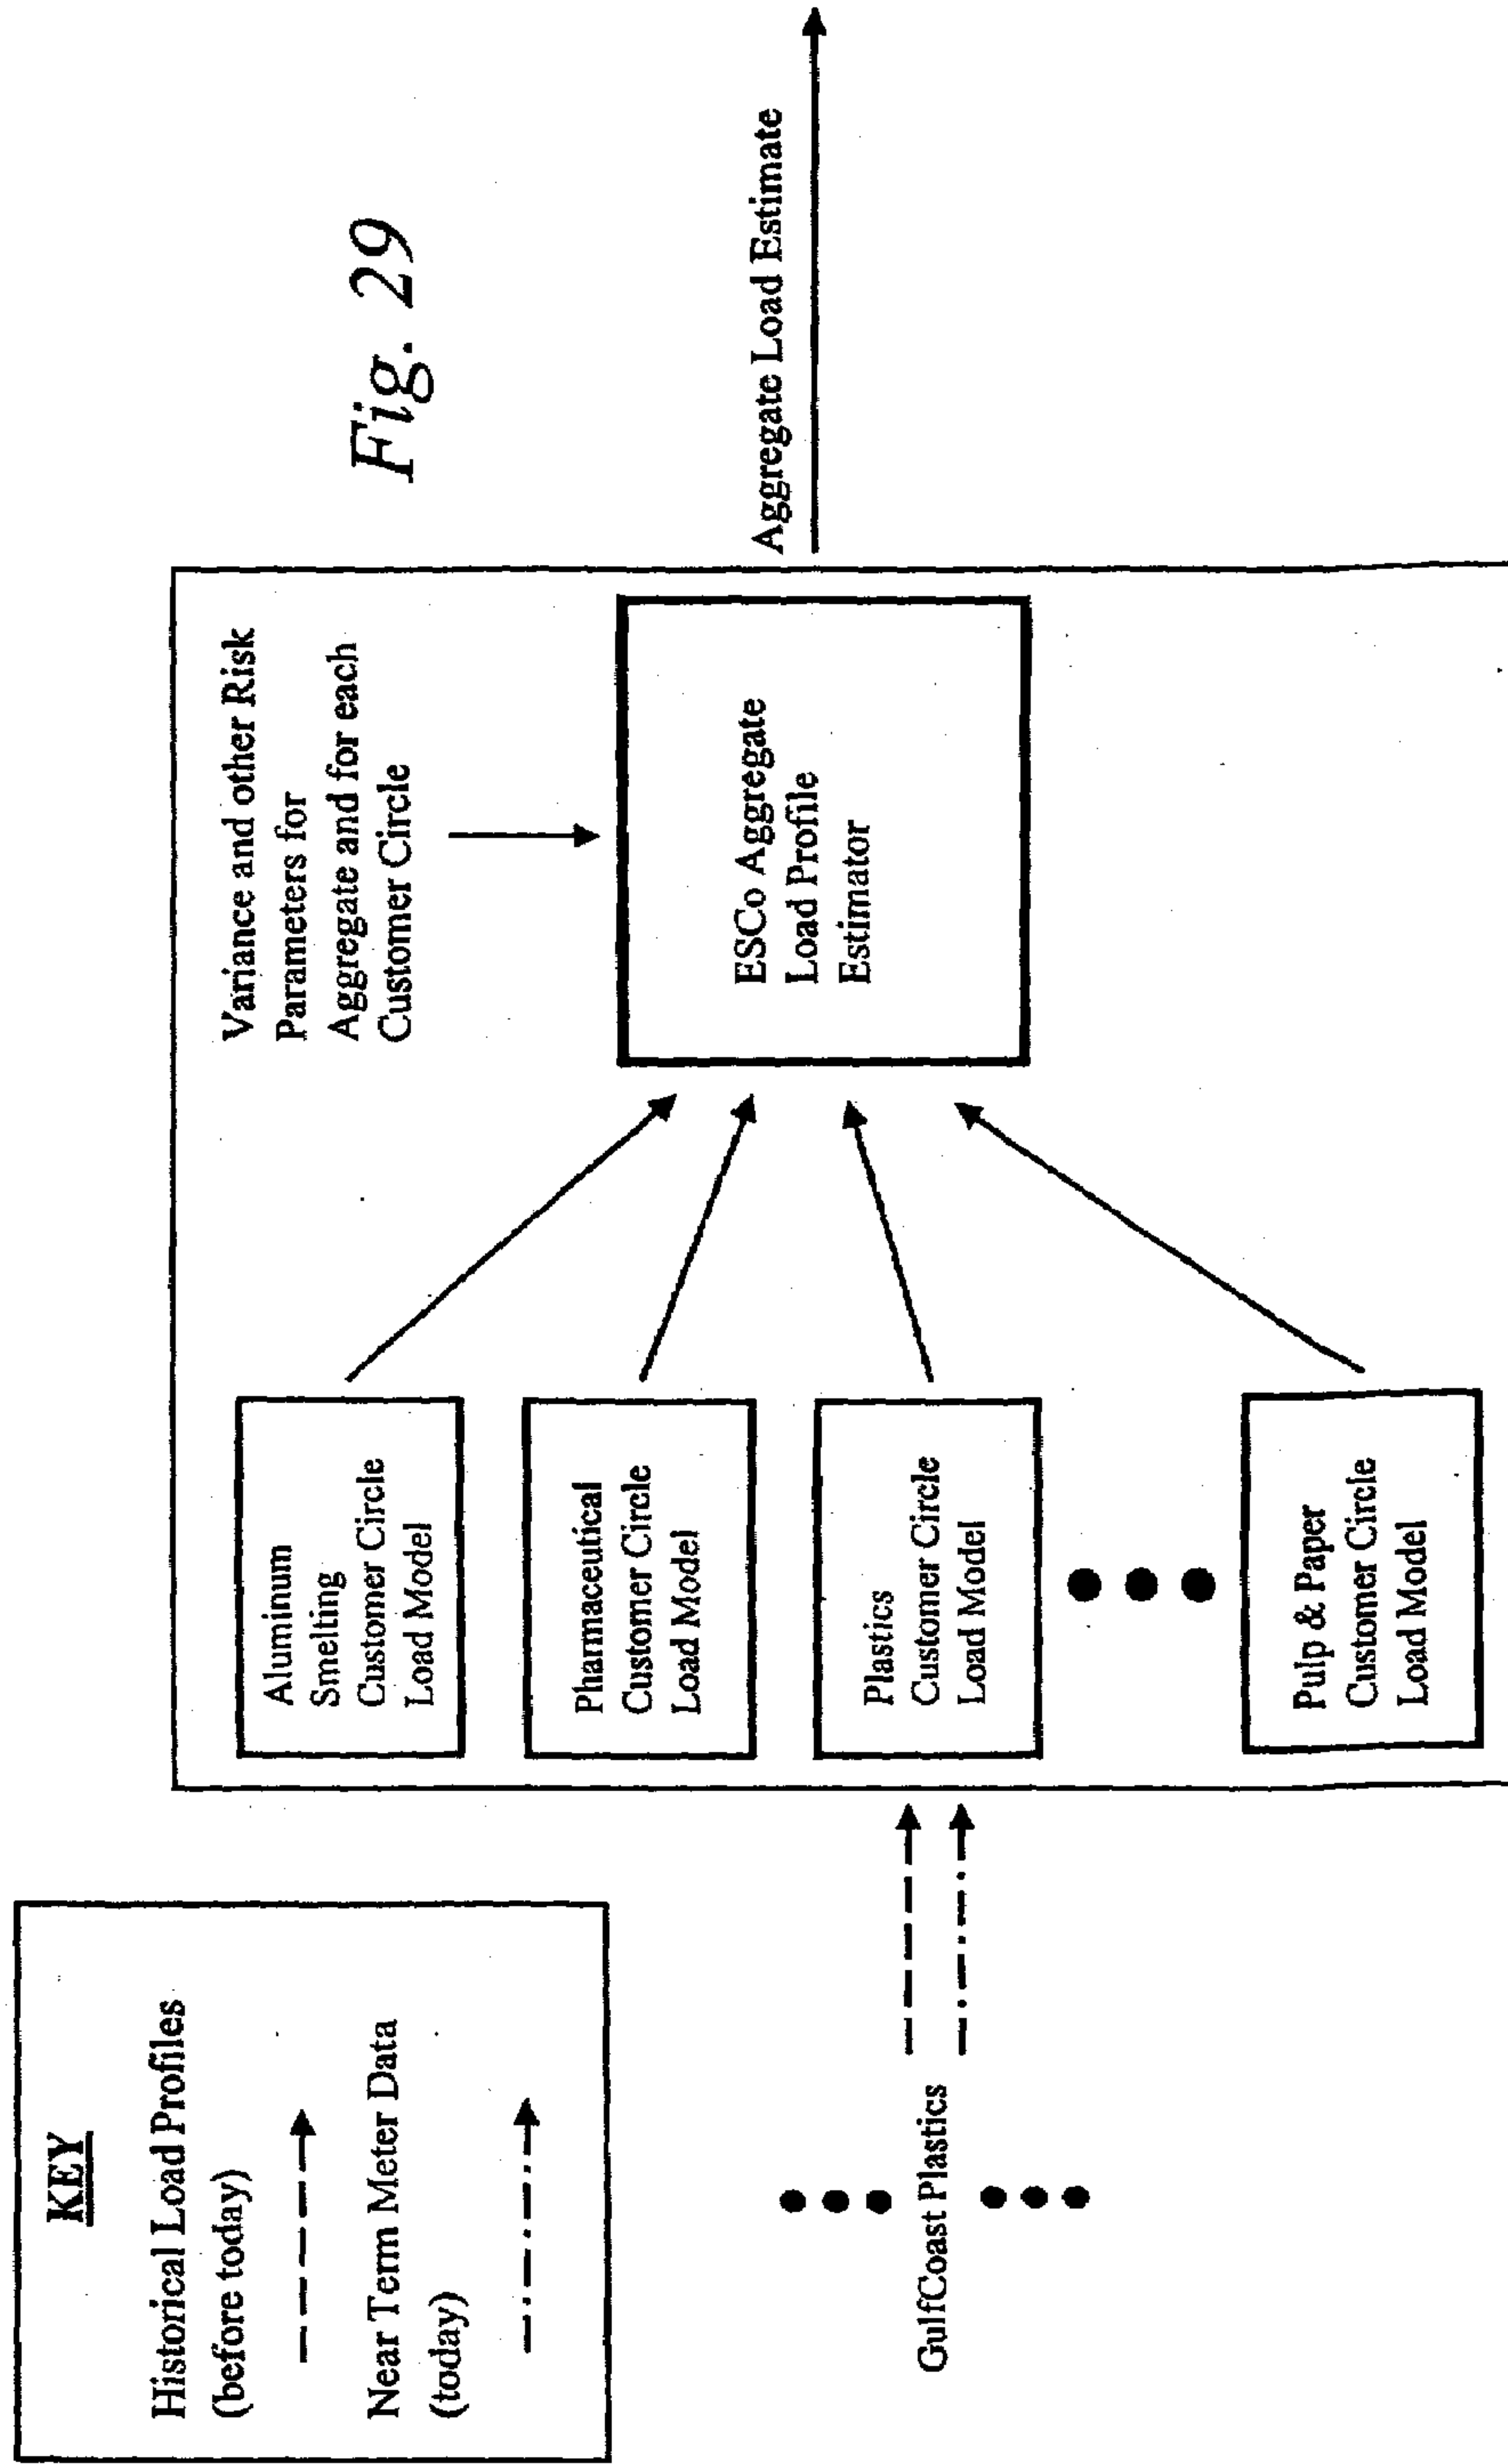 KEY
Historical Load Profiles
(before today)
Near Term Meter Data
(today)
GulfCoast Plastics
Aluminum
Smelting
Customer Circle
Load Model
Pharmaceutical
Customer Circle
Load Model
Plastics
Customer Circle
Load Model
Pulp & Paper
Customer Circle
Load Model
Variance and other Risk
Parameters for
Aggregate and for each
Customer Circle
ESCo Aggregate
Load Profile
Estimator
Aggregate Load Estimate
Fig. 29